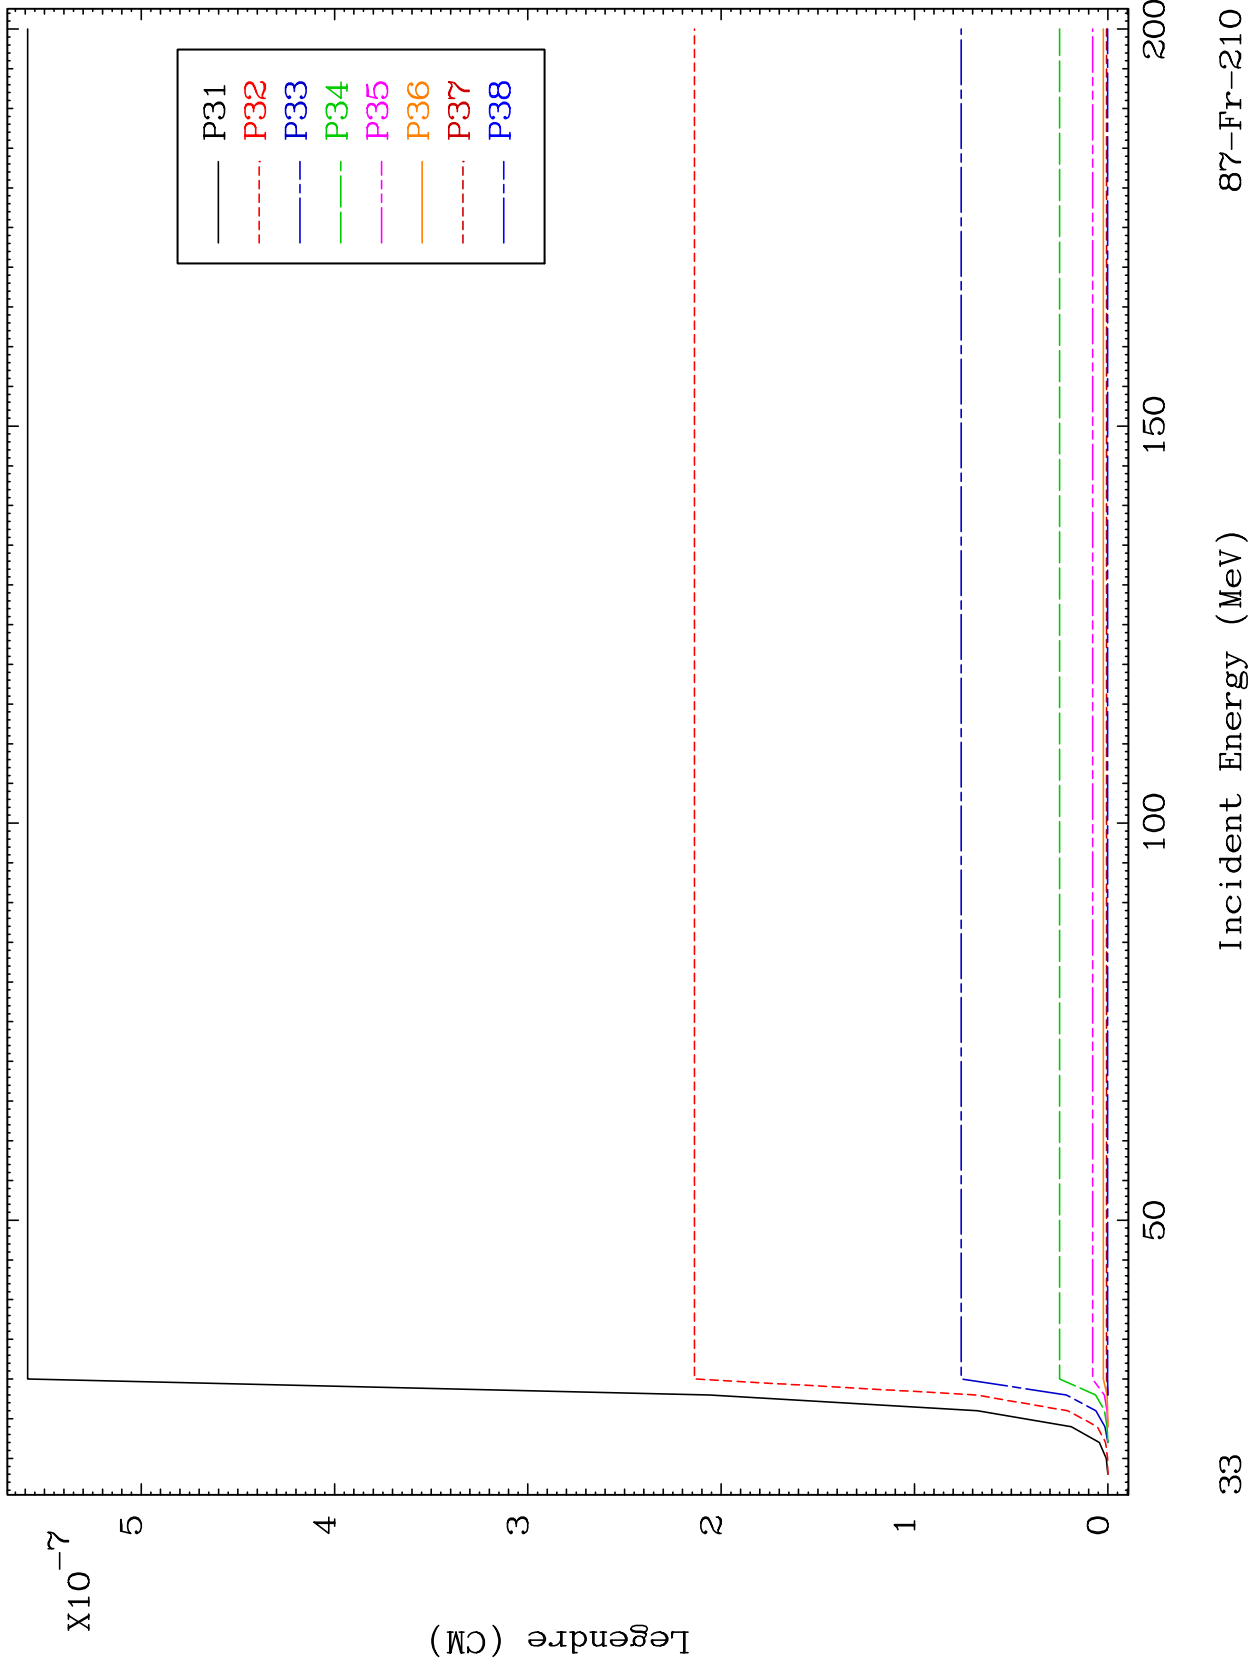 X10⁻⁷
5
4
3
2
1
0
Legendre (CM)
P31
P32
P33
P34
P35
P36
P37
P38
50
100
150
200
33
Incident Energy (MeV)
87-Fr-210